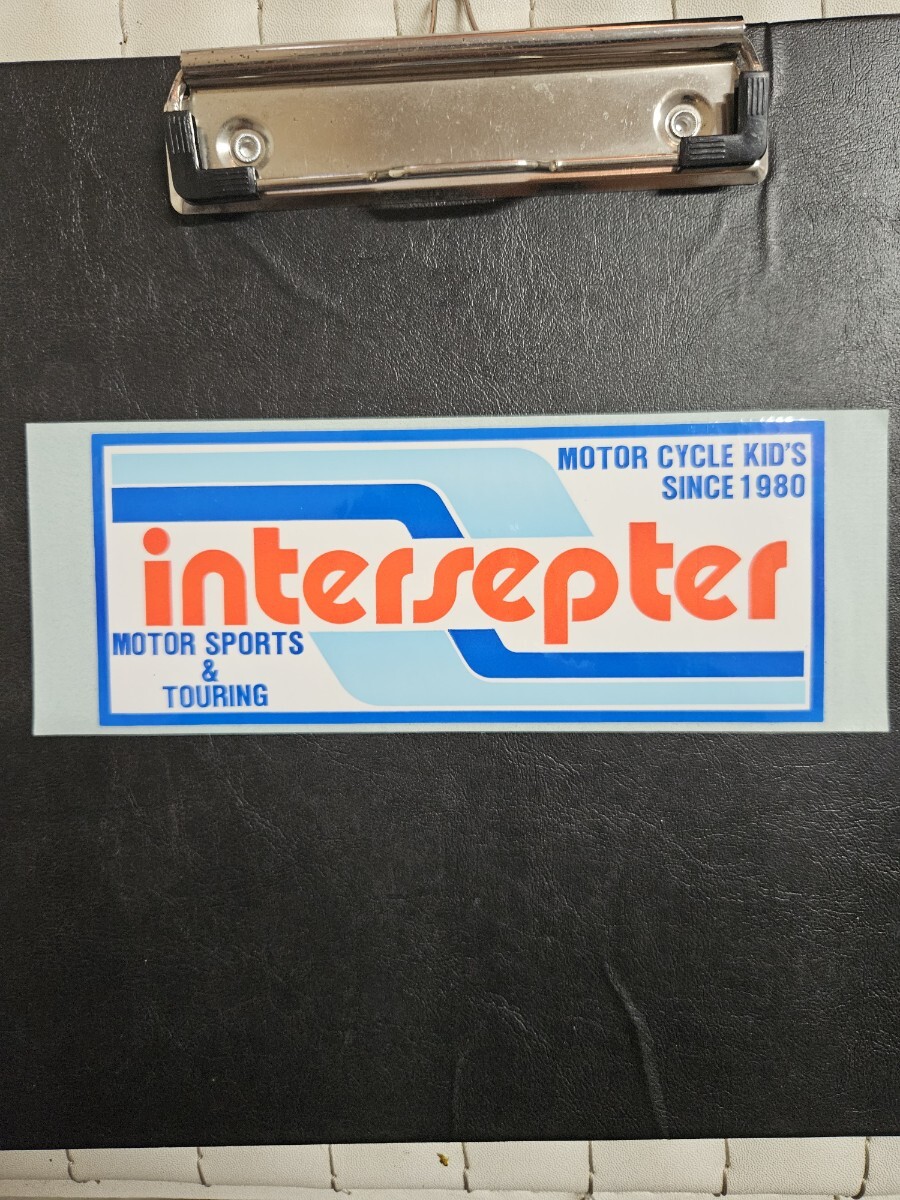 MOTOR CYCLE KID'S
SINCE 1980
intersepter
MOTOR SPORTS
&
TOURING